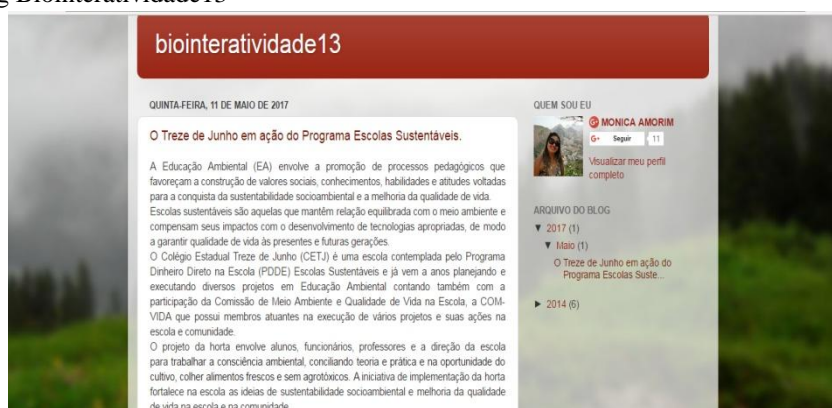 g Biointeratividade13
biointeratividade13
QUINTA-FEIRA, 11 DE MAIO DE 2017
O Treze de Junho em ação do Programa Escolas Sustentáveis.
A Educação Ambiental (EA) envolve a promoção de processos pedagógicos que
favoreçam a construção de valores sociais, conhecimentos, habilidades e atitudes voltadas
para a conquista da sustentabilidade socioambiental e a melhoria da qualidade de vida.
Escolas sustentáveis são aquelas que mantêm relação equilibrada com o meio ambiente e
compensam seus impactos com o desenvolvimento de tecnologias apropriadas, de modo
a garantir qualidade de vida às presentes e futuras gerações.
O Colégio Estadual Treze de Junho (CETJ) é uma escola contemplada pelo Programa
Dinheiro Direto na Escola (PDDE) Escolas Sustentáveis e já vem a anos planejando e
executando diversos projetos em Educação Ambiental contando também com a
participação da Comissão de Meio Ambiente e Qualidade de Vida na Escola, a COM-
VIDA que possui membros atuantes na execução de vários projetos e suas ações na
escola e comunidade.
O projeto da horta envolve alunos, funcionários, professores e a direção da escola
para trabalhar a consciência ambiental, conciliando teoria e prática e na oportunidade do
cultivo, colher alimentos frescos e sem agrotóxicos. A iniciativa de implementação da horta
fortalece na escola as ideias de sustentabilidade socioambiental e melhoria da qualidade
de vida na escola e na comunidade.
QUEM SOU EU
MONICA AMORIM
G+ Seguir 11
Visualizar meu perfil
completo
ARQUIVO DO BLOG
▼ 2017 (1)
▼ Maio (1)
O Treze de Junho em ação do
Programa Escolas Suste...
► 2014 (6)